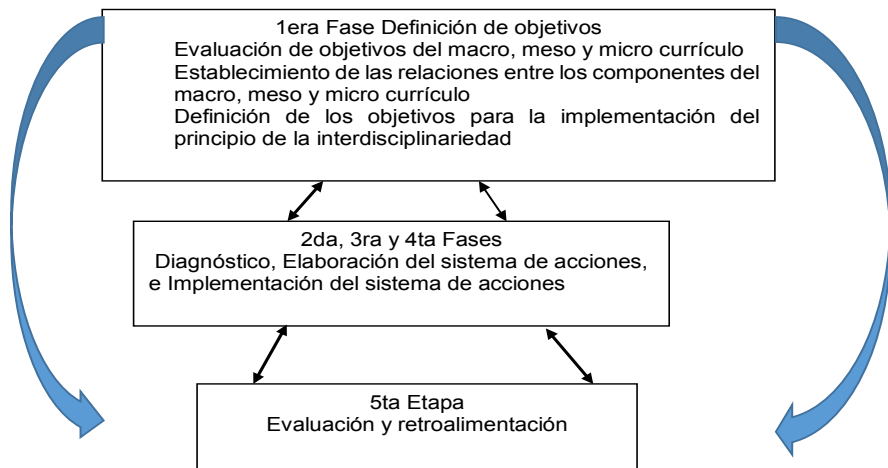 1era Fase Definición de objetivos
Evaluación de objetivos del macro, meso y micro currículo
Establecimiento de las relaciones entre los componentes del
macro, meso y micro currículo
Definición de los objetivos para la implementación del
principio de la interdisciplinariedad
2da, 3ra y 4ta Fases
Diagnóstico, Elaboración del sistema de acciones,
e Implementación del sistema de acciones
5ta Etapa
Evaluación y retroalimentación